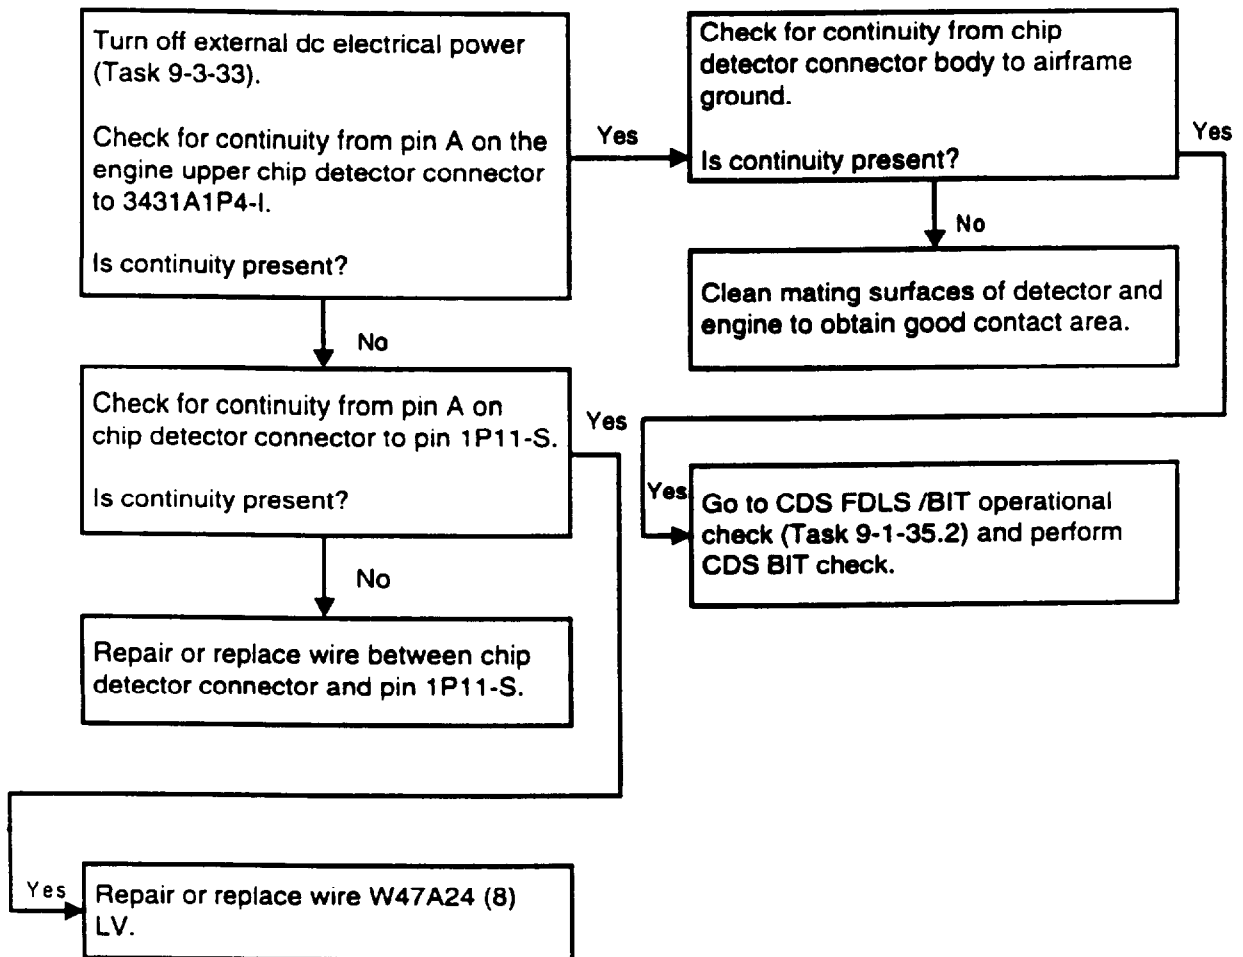 Turn off external dc electrical power
(Task 9-3-33).
Check for continuity from pin A on the
engine upper chip detector connector
to 3431A1P4-I.
Is continuity present?
Yes
Check for continuity from chip
detector connector body to airframe
ground.
Is continuity present?
Yes
No
Clean mating surfaces of detector and
engine to obtain good contact area.
No
Check for continuity from pin A on
chip detector connector to pin 1P11-S.
Is continuity present?
Yes
Yes
Go to CDS FDLS /BIT operational
check (Task 9-1-35.2) and perform
CDS BIT check.
No
Repair or replace wire between chip
detector connector and pin 1P11-S.
Yes
Repair or replace wire W47A24 (8)
LV.